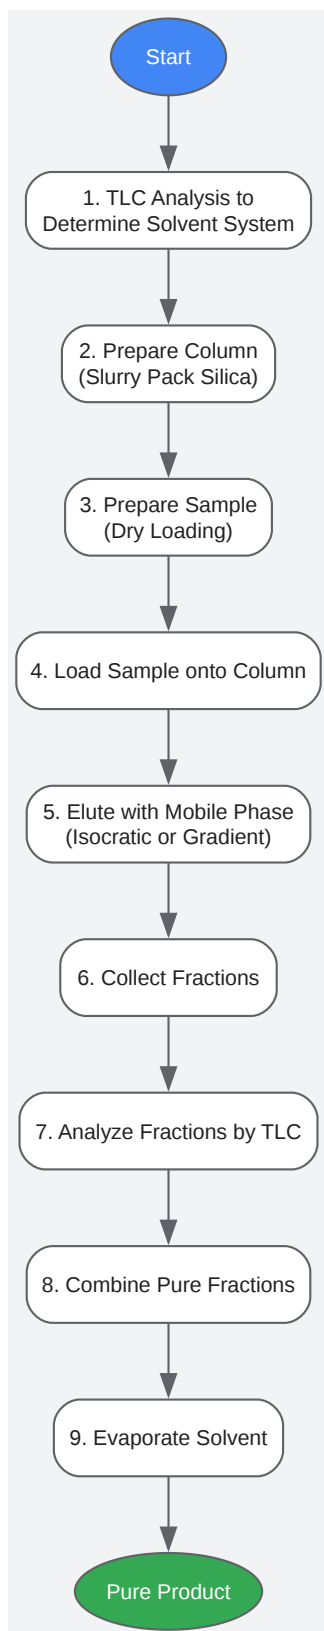 Start
1. TLC Analysis to
Determine Solvent System
2. Prepare Column
(Slurry Pack Silica)
3. Prepare Sample
(Dry Loading)
4. Load Sample onto Column
5. Elute with Mobile Phase
(Isocratic or Gradient)
6. Collect Fractions
7. Analyze Fractions by TLC
8. Combine Pure Fractions
9. Evaporate Solvent
Pure Product